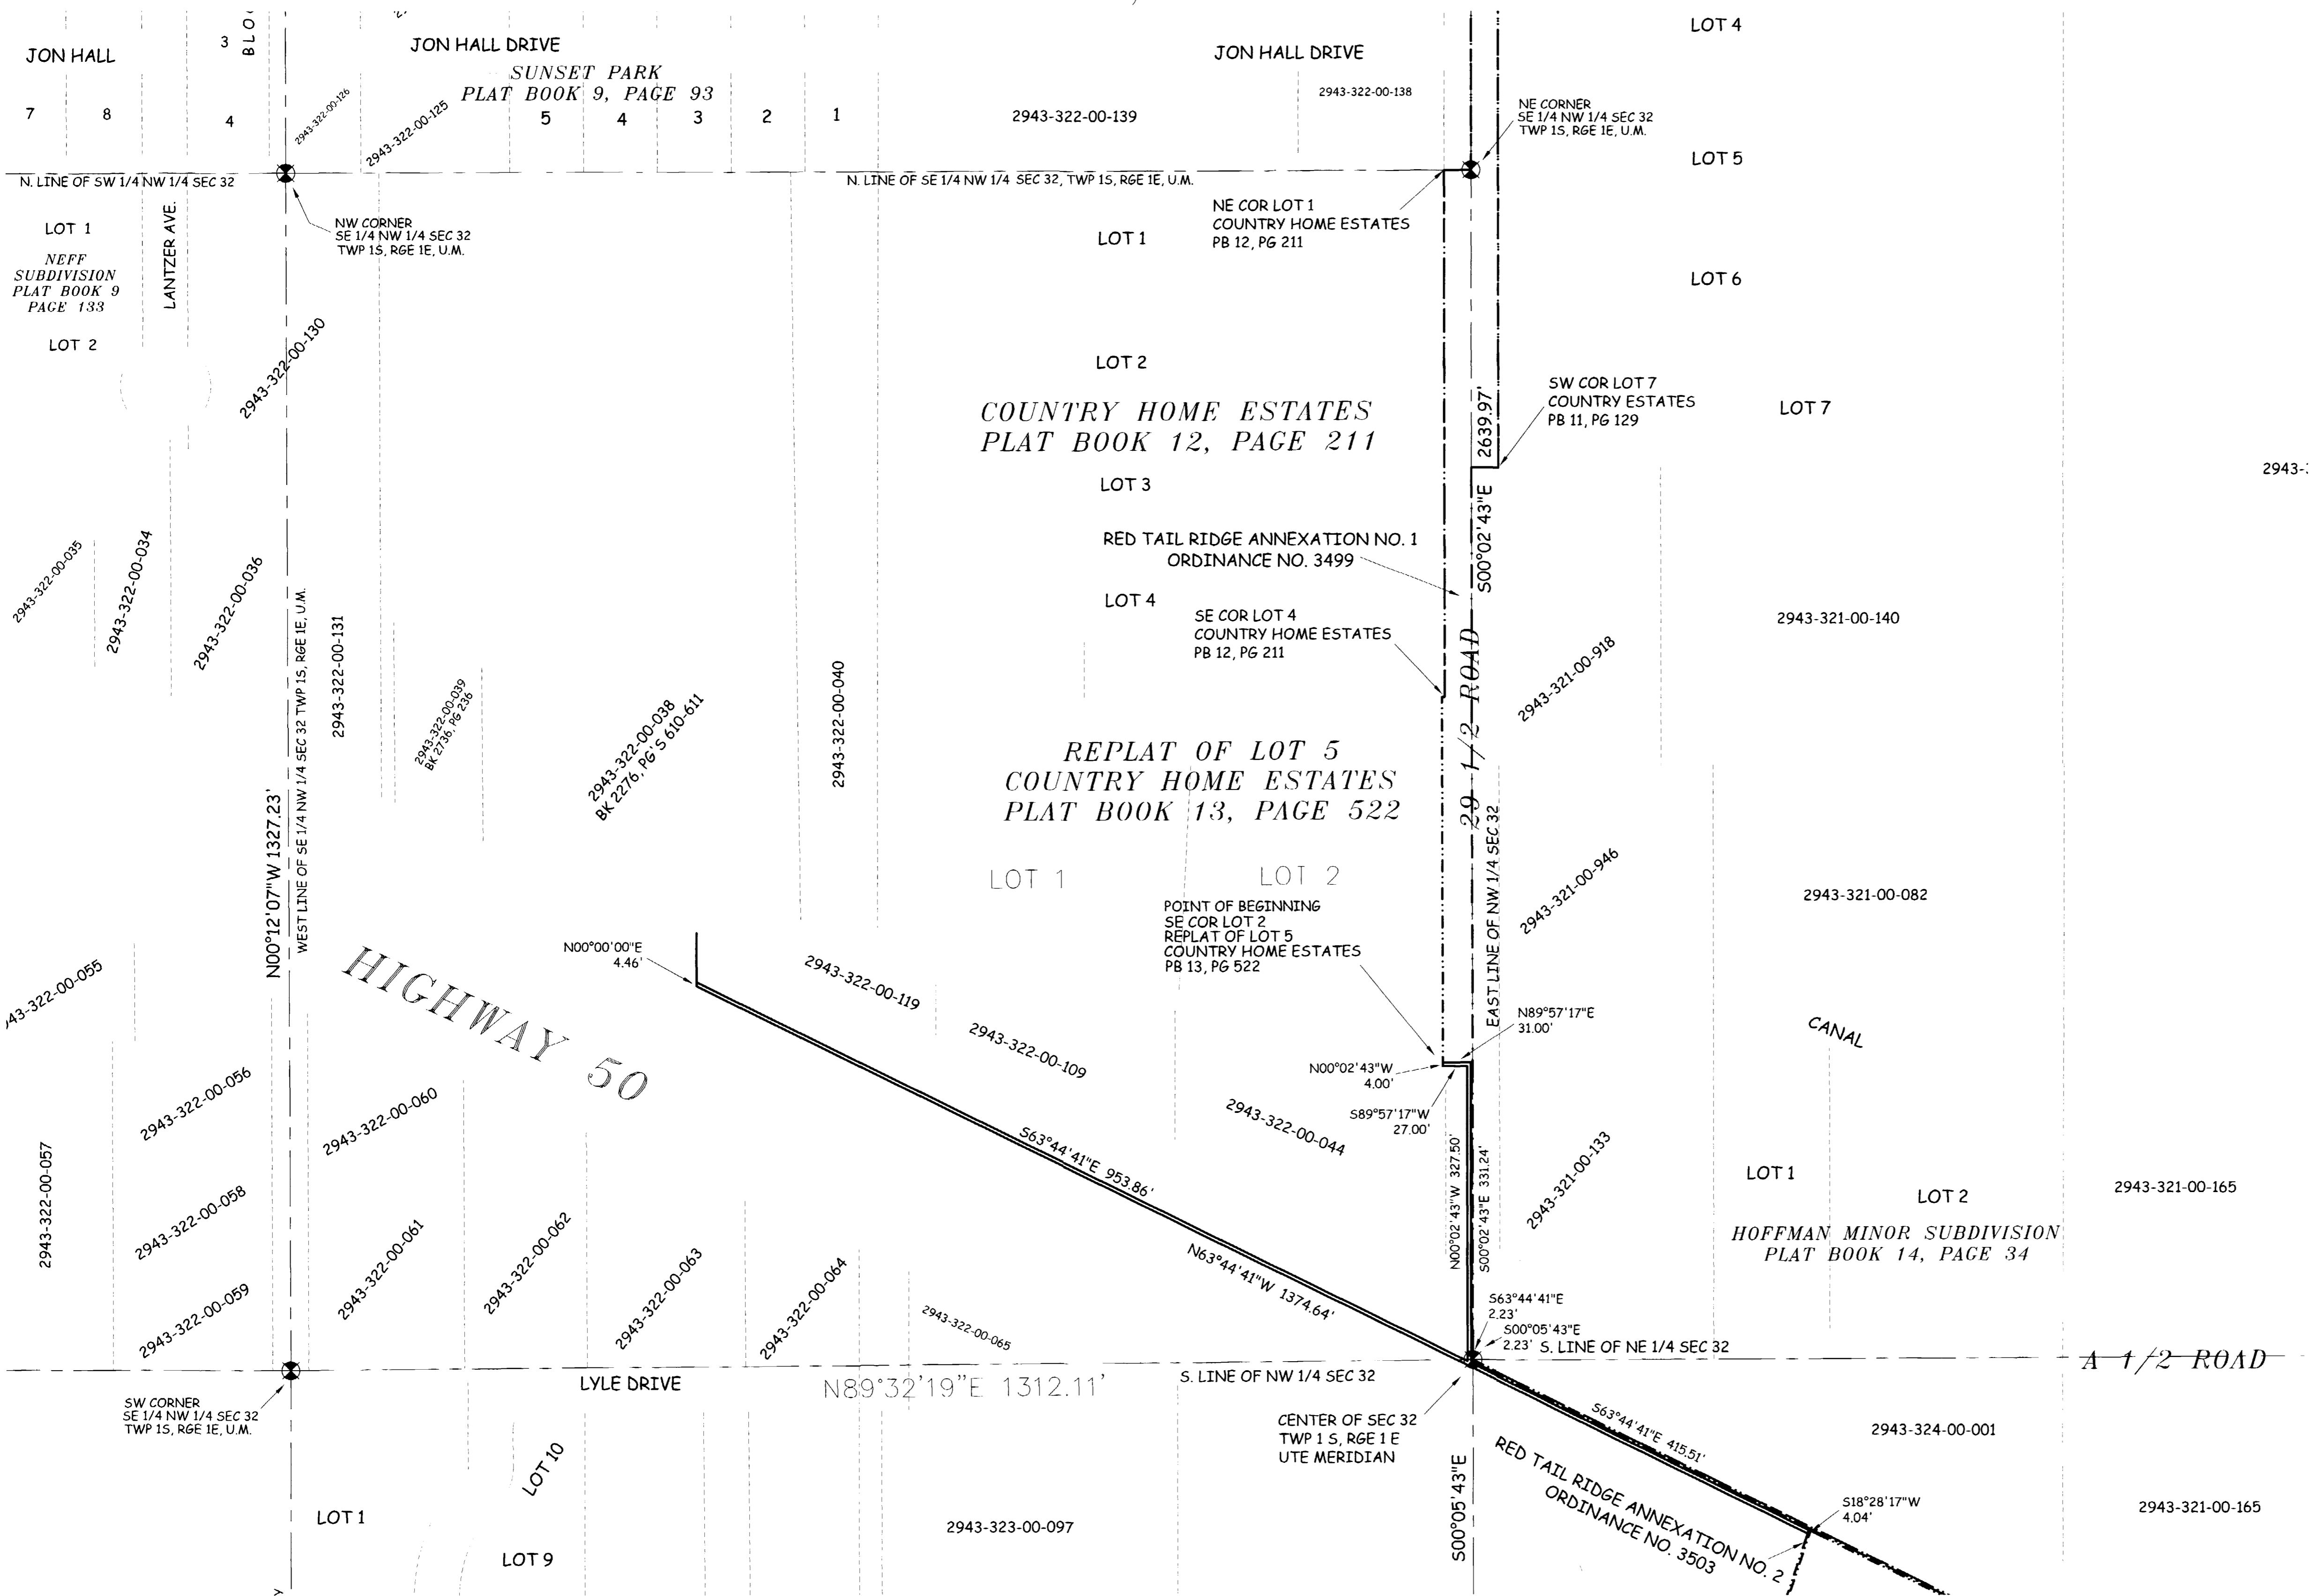 JON HALL
3
JON HALL DRIVE
JON HALL DRIVE
LOT 4
SUNSET PARK
PLAT BOOK 9, PAGE 93
7
8
4
2943-322-00-126
2943-322-00-125
5
4
3
2
1
2943-322-00-139
2943-322-00-138
NE CORNER
SE 1/4 NW 1/4 SEC 32
TWP 1S, RGE 1E, U.M.
LOT 5
N. LINE OF SW 1/4 NW 1/4 SEC 32
N. LINE OF SE 1/4 NW 1/4 SEC 32, TWP 1S, RGE 1E, U.M.
LOT 1
NEFF
SUBDIVISION
PLAT BOOK 9
PAGE 133
LOT 2
LANTZER AVE.
NW CORNER
SE 1/4 NW 1/4 SEC 32
TWP 1S, RGE 1E, U.M.
LOT 1
NE COR LOT 1
COUNTRY HOME ESTATES
PB 12, PG 211
LOT 6
2943-322-00-130
LOT 2
COUNTRY HOME ESTATES
PLAT BOOK 12, PAGE 211
2639.97'
S00°02'43"E
SW COR LOT 7
COUNTRY ESTATES
PB 11, PG 129
LOT 7
LOT 3
RED TAIL RIDGE ANNEXATION NO. 1
ORDINANCE NO. 3499
LOT 4
SE COR LOT 4
COUNTRY HOME ESTATES
PB 12, PG 211
2943-321-00-140
2943-322-00-035
2943-322-00-034
2943-322-00-036
WEST LINE OF SE 1/4 NW 1/4 SEC 32 TWP 1S, RGE 1E, U.M.
N00°12'07"W 1327.23'
2943-322-00-131
2943-322-00-039
BK 2736, PG 236
2943-322-00-038
BK 2276, PG'S 610-611
2943-322-00-040
29 1/2 ROAD
2943-321-00-918
REPLAT OF LOT 5
COUNTRY HOME ESTATES
PLAT BOOK 13, PAGE 522
LOT 1
LOT 2
EAST LINE OF NW 1/4 SEC 32
2943-321-00-946
2943-321-00-082
POINT OF BEGINNING
SE COR LOT 2
REPLAT OF LOT 5
COUNTRY HOME ESTATES
PB 13, PG 522
HIGHWAY 50
N00°00'00"E
4.46'
2943-322-00-119
2943-322-00-109
2943-322-00-044
N89°57'17"E
31.00'
N00°02'43"W
4.00'
S89°57'17"W
27.00'
CANAL
2943-322-00-056
2943-322-00-060
2943-322-00-057
2943-322-00-058
2943-322-00-059
2943-322-00-061
2943-322-00-062
2943-322-00-063
2943-322-00-064
2943-322-00-065
S63°44'41"E 953.86'
N63°44'41"W 1374.64'
N00°02'43"W 327.50'
S00°02'43"E 331.24'
2943-321-00-133
LOT 1
LOT 2
2943-321-00-165
HOFFMAN MINOR SUBDIVISION
PLAT BOOK 14, PAGE 34
S63°44'41"E
2.23'
S00°05'43"E
2.23'
S. LINE OF NE 1/4 SEC 32
A 1/2 ROAD
LYLE DRIVE
N89°32'19"E 1312.11'
S. LINE OF NW 1/4 SEC 32
SW CORNER
SE 1/4 NW 1/4 SEC 32
TWP 1S, RGE 1E, U.M.
CENTER OF SEC 32
TWP 1 S, RGE 1 E
UTE MERIDIAN
S00°05'43"E
S63°44'41"E 415.51'
2943-324-00-001
RED TAIL RIDGE ANNEXATION NO. 2
ORDINANCE NO. 3503
S18°28'17"W
4.04'
2943-321-00-165
LOT 1
LOT 10
LOT 9
2943-323-00-097